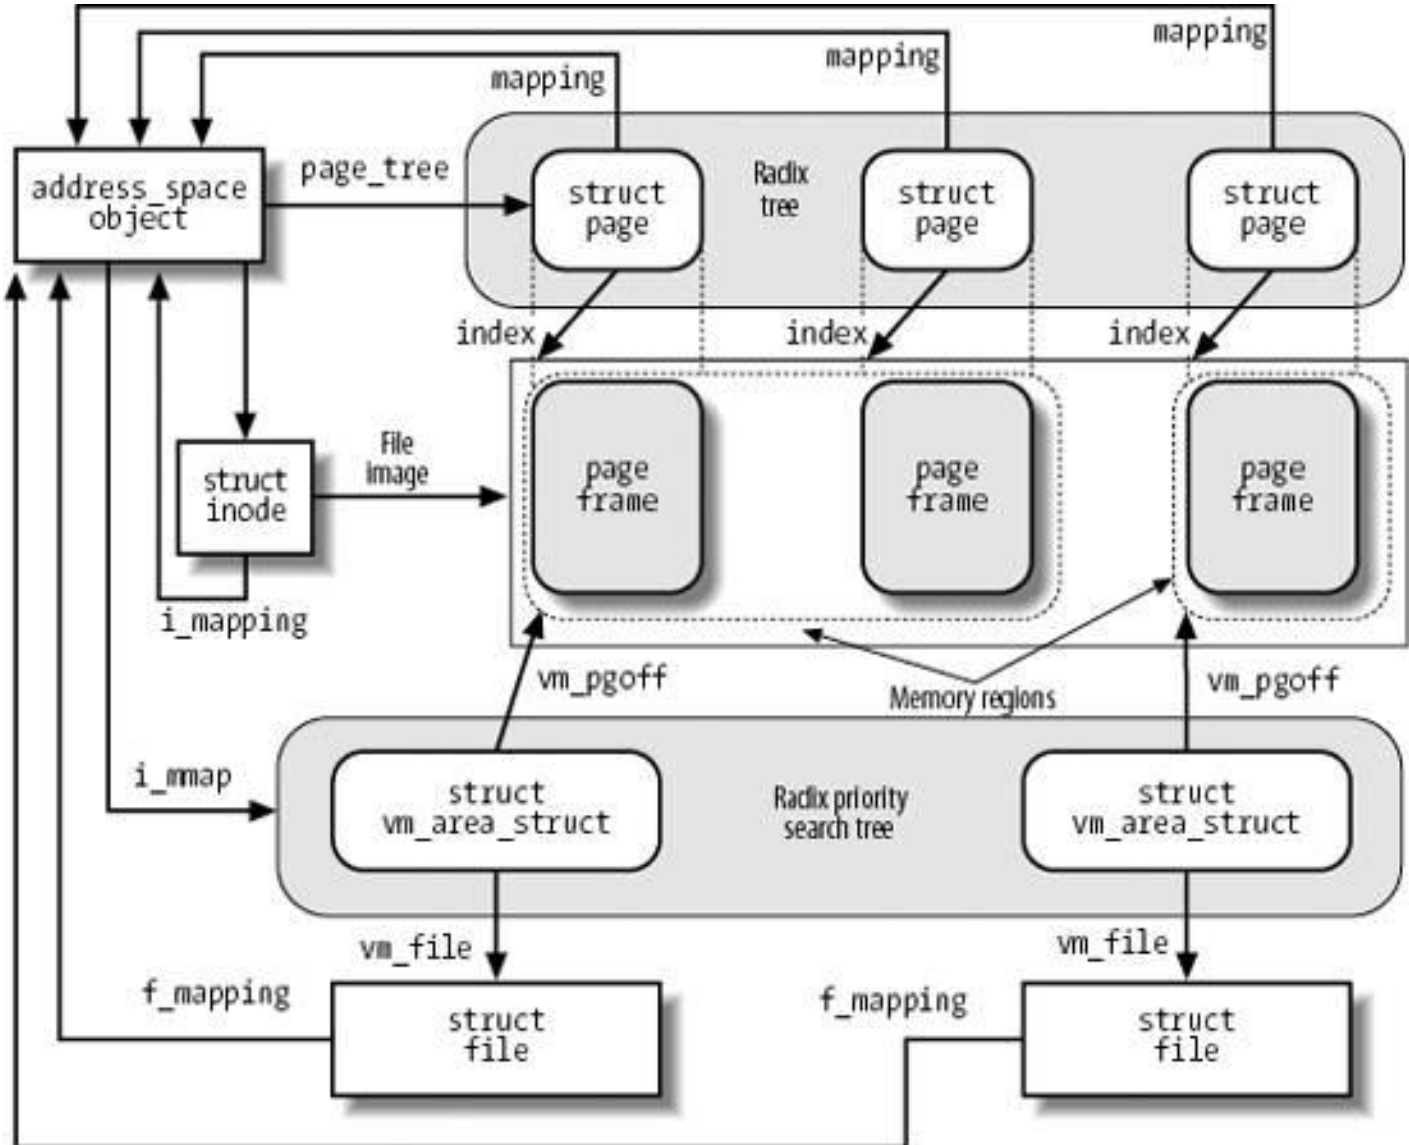 mapping
mapping
mapping
address_space
object
page_tree
struct
page
Radix
tree
struct
page
struct
page
index
index
index
struct
inode
File
image
page
frame
page
frame
page
frame
i_mapping
vm_pgoff
Memory regions
vm_pgoff
i_mmap
struct
vm_area_struct
Radix priority
search tree
struct
vm_area_struct
vm_file
vm_file
f_mapping
f_mapping
struct
file
struct
file